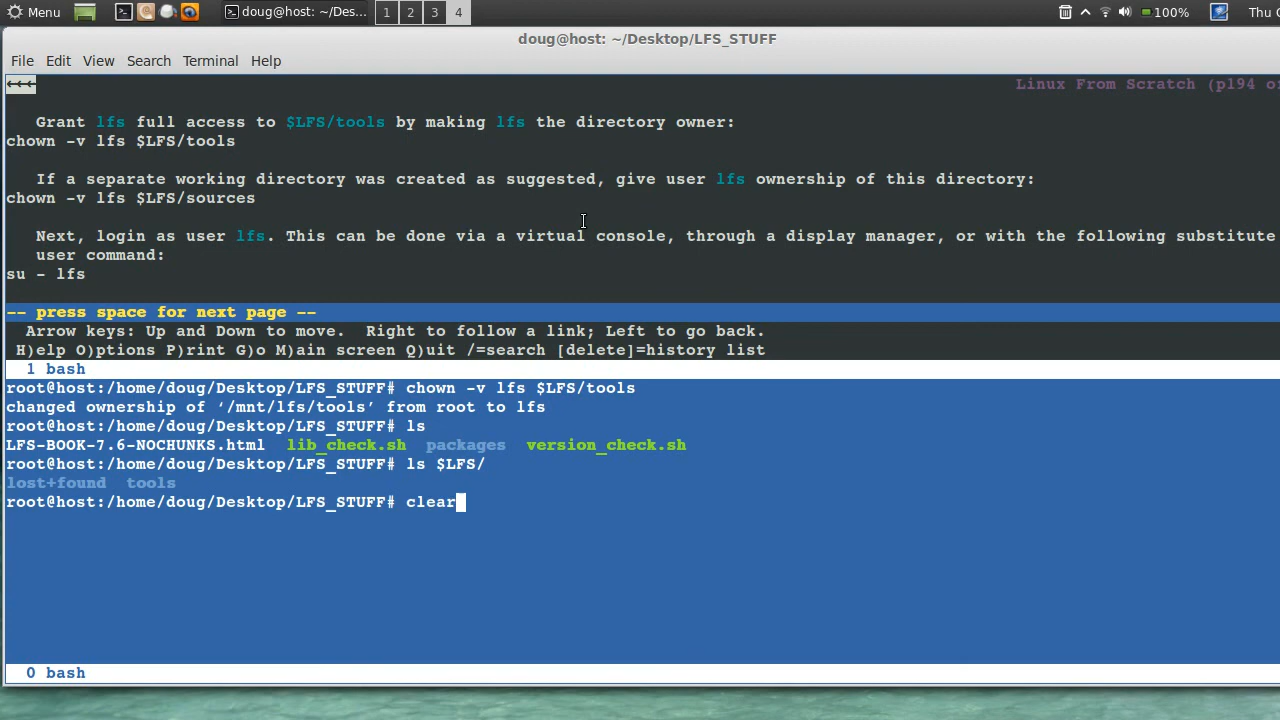 Menu doug@host: ~/Des... 1 2 3 4 100% Thu
doug@host: ~/Desktop/LFS_STUFF
File Edit View Search Terminal Help
←←← Linux From Scratch (p194 of
Grant lfs full access to $LFS/tools by making lfs the directory owner:
chown -v lfs $LFS/tools
If a separate working directory was created as suggested, give user lfs ownership of this directory:
chown -v lfs $LFS/sources
Next, login as user lfs. This can be done via a virtual console, through a display manager, or with the following substitute
user command:
su - lfs
-- press space for next page --
Arrow keys: Up and Down to move.  Right to follow a link; Left to go back.
H)elp O)ptions P)rint G)o M)ain screen Q)uit /=search [delete]=history list
1 bash
root@host:/home/doug/Desktop/LFS_STUFF# chown -v lfs $LFS/tools
changed ownership of ‘/mnt/lfs/tools’ from root to lfs
root@host:/home/doug/Desktop/LFS_STUFF# ls
LFS-BOOK-7.6-NOCHUNKS.html  lib_check.sh  packages  version_check.sh
root@host:/home/doug/Desktop/LFS_STUFF# ls $LFS/
lost+found  tools
root@host:/home/doug/Desktop/LFS_STUFF# clear
0 bash